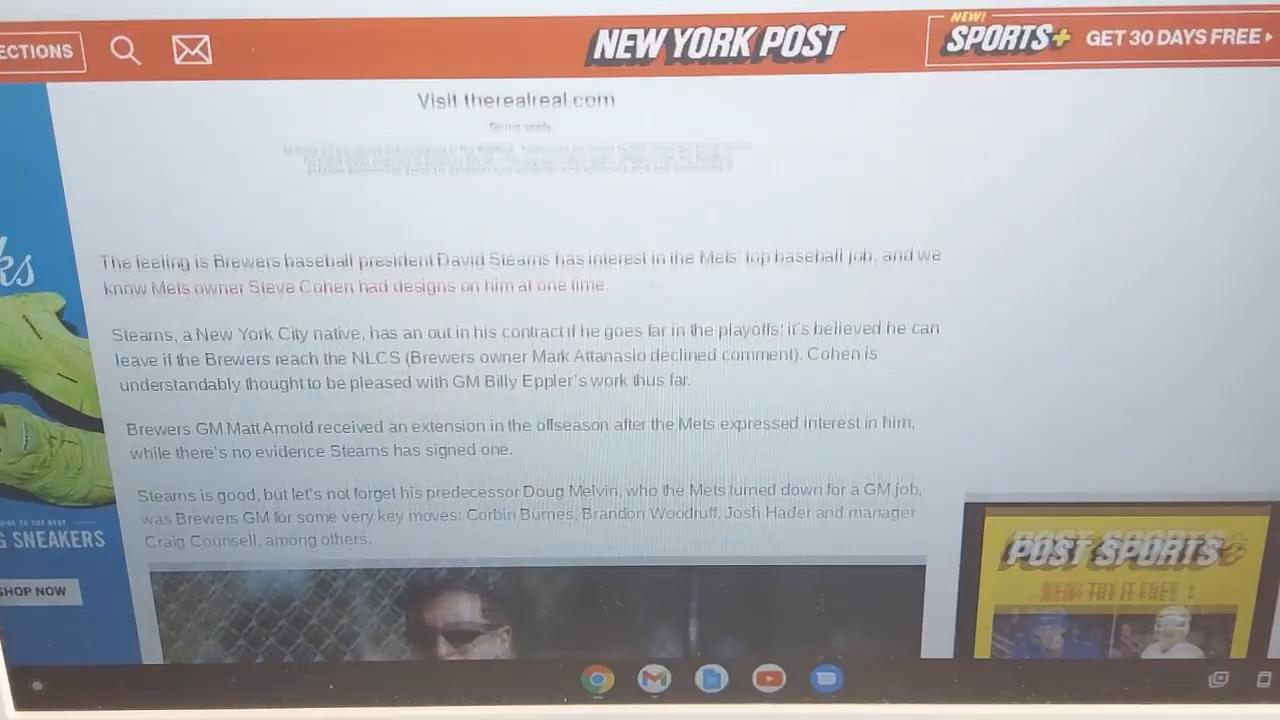 ECTIONS
NEW YORK POST
NEW!
SPORTS+
GET 30 DAYS FREE
Visit therealreal.com
ks
The feeling is Brewers baseball president David Stearns has interest in the Mets' top baseball job, and we
know Mets owner Steve Cohen had designs on him at one time.
Stearns, a New York City native, has an out in his contract if he goes far in the playoffs; it's believed he can
leave if the Brewers reach the NLCS (Brewers owner Mark Attanasio declined comment). Cohen is
understandably thought to be pleased with GM Billy Eppler's work thus far.
Brewers GM Matt Arnold received an extension in the offseason after the Mets expressed interest in him,
while there's no evidence Stearns has signed one.
Stearns is good, but let's not forget his predecessor Doug Melvin, who the Mets turned down for a GM job,
was Brewers GM for some very key moves: Corbin Burnes, Brandon Woodruff, Josh Hader and manager
Craig Counsell, among others.
TO THE BEST
G SNEAKERS
SHOP NOW
POST SPORTS+
NEW! TRY IT FREE